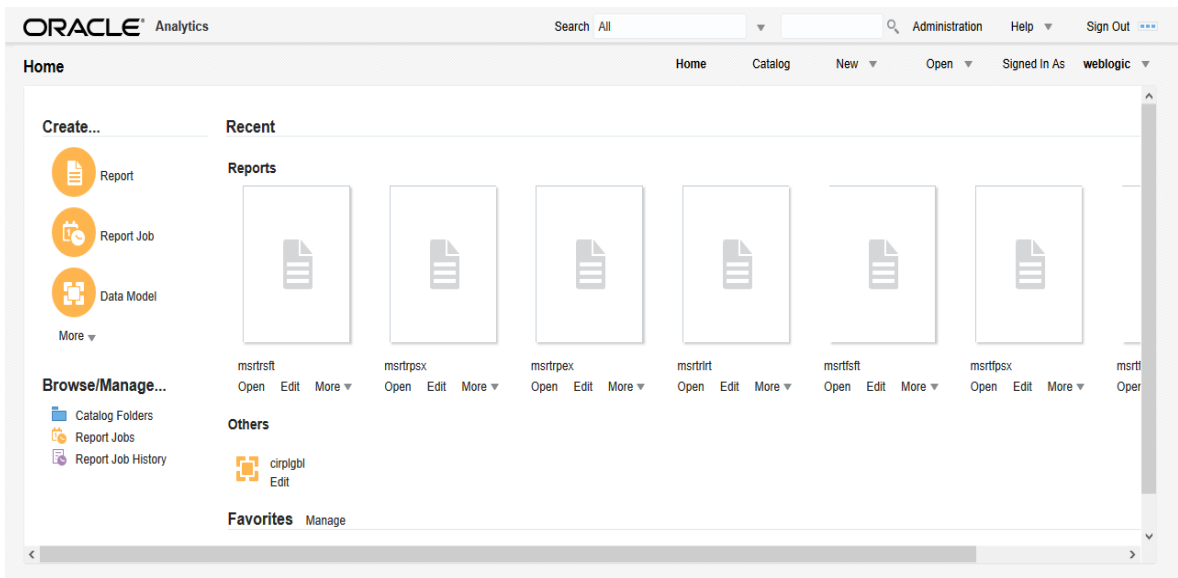 ORACLE Analytics Search All Administration Help Sign Out
Home Home Catalog New Open Signed In As weblogic
Create...
Report
Report Job
Data Model
More
Browse/Manage...
Catalog Folders
Report Jobs
Report Job History
Recent
Reports
msrtrsft msrtrpsx msrtrpex msrtrlrt msrtfsft msrtfpsx
Open Edit More Open Edit More Open Edit More Open Edit More Open Edit More Open Edit More
Others
cirplgbl
Edit
Favorites Manage